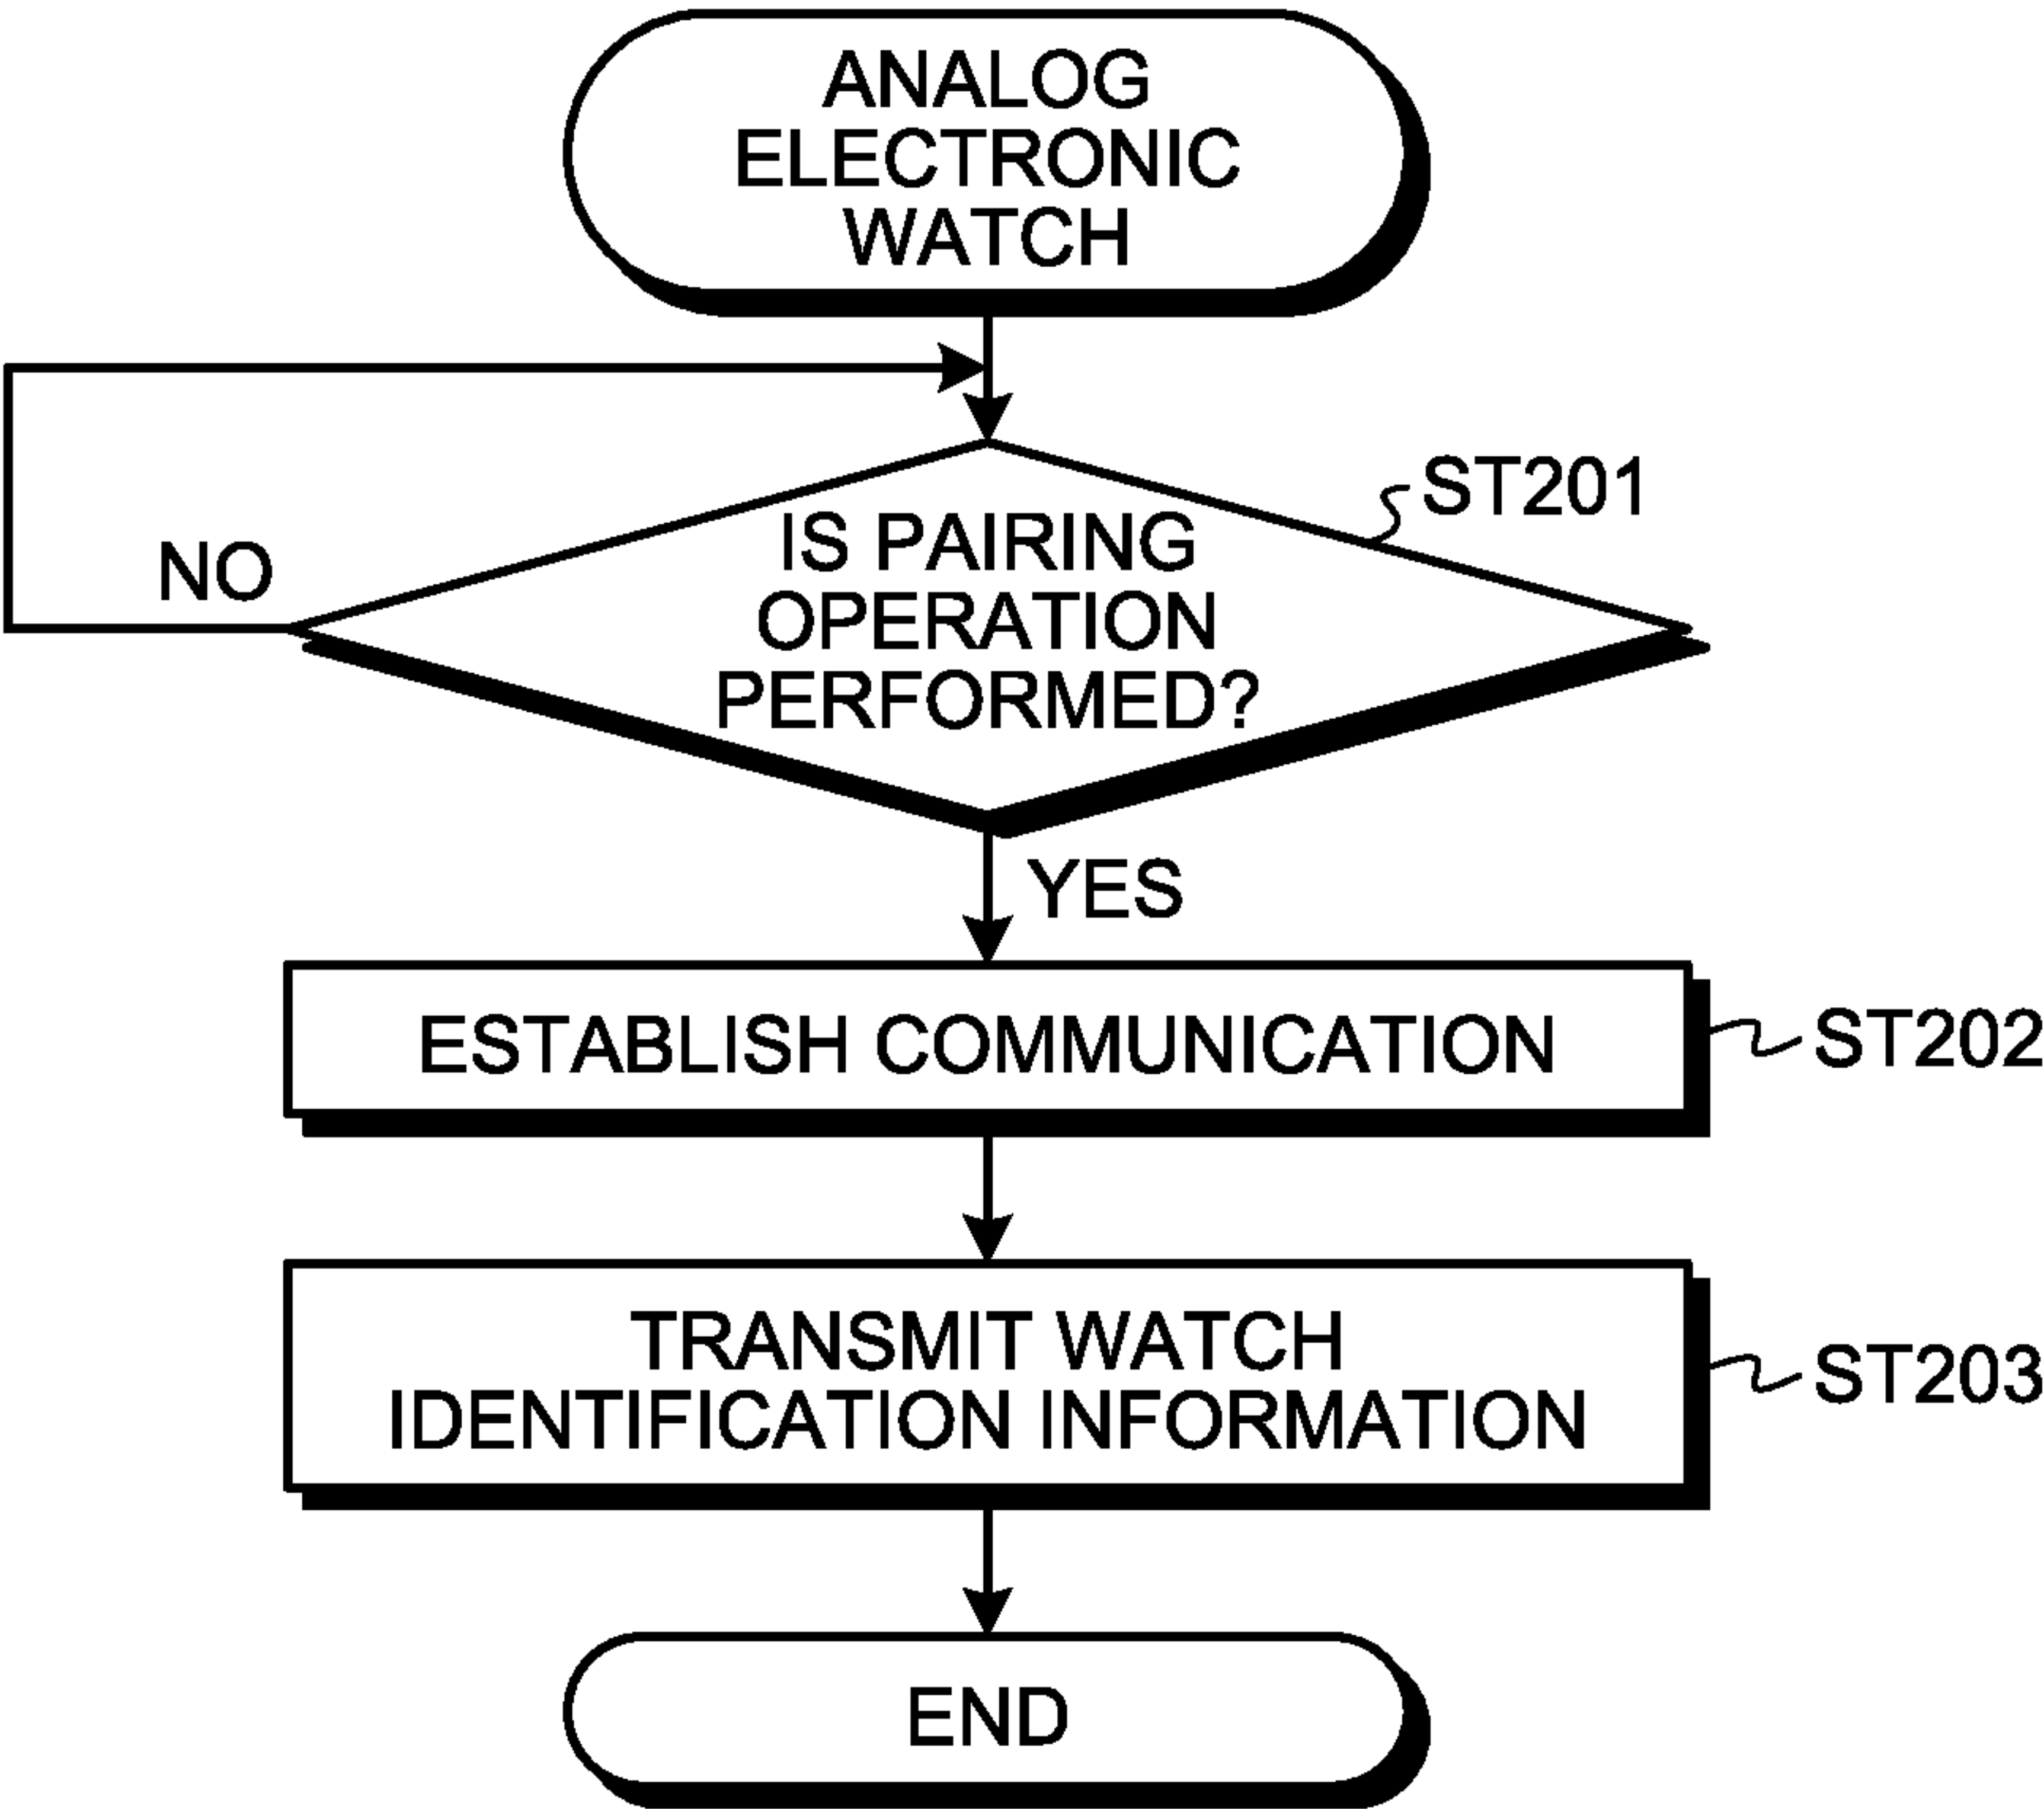 ANALOG
ELECTRONIC
WATCH
ST201
IS PAIRING
OPERATION
PERFORMED?
NO
YES
ESTABLISH COMMUNICATION
ST202
TRANSMIT WATCH
IDENTIFICATION INFORMATION
ST203
END